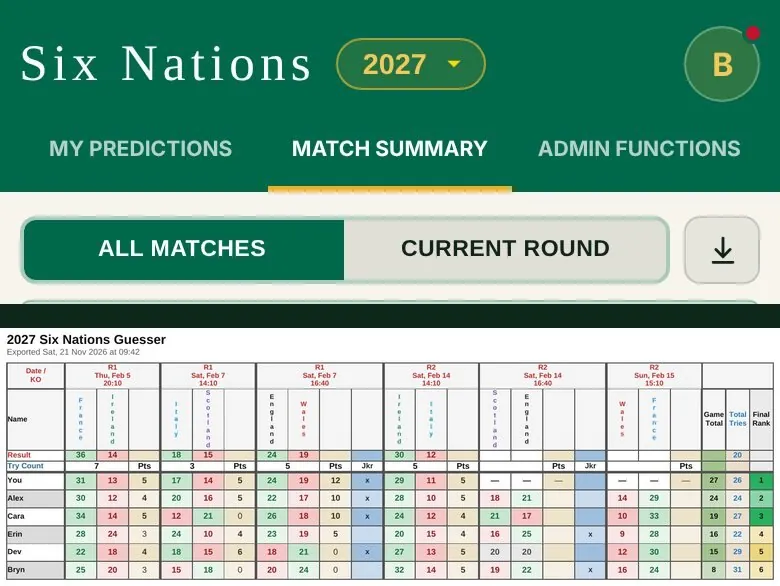 Six Nations 2027 B
MY PREDICTIONS MATCH SUMMARY ADMIN FUNCTIONS
ALL MATCHES CURRENT ROUND
2027 Six Nations Guesser
Exported Sat, 21 Nov 2026 at 09:42
Date / KO R1 Thu, Feb 5 20:10 R1 Sat, Feb 7 14:10 R1 Sat, Feb 7 16:40 R2 Sat, Feb 14 14:10 R2 Sat, Feb 14 16:40 R2 Sun, Feb 15 15:10
Name France Ireland Italy Scotland England Wales Ireland Italy Scotland England Wales France Game Total Total Tries Final Rank
Result 36 14 18 15 24 19 30 12 20
Try Count 7 Pts 3 Pts 5 Pts Jkr 5 Pts Pts Jkr Pts
You 31 13 5 17 14 5 24 19 12 x 29 11 5 — — — — — — 27 26 1
Alex 30 12 4 20 16 5 22 17 10 x 28 10 5 18 21 14 29 24 24 2
Cara 34 14 5 12 21 0 26 18 10 x 24 12 4 21 17 10 33 19 27 3
Erin 28 24 3 24 10 4 23 19 5 20 15 4 16 25 x 9 28 16 22 4
Dev 22 18 4 18 15 6 18 21 0 x 27 13 5 20 20 12 30 15 29 5
Bryn 25 20 3 15 18 0 24 20 3 32 14 5 19 22 x 16 24 8 31 6